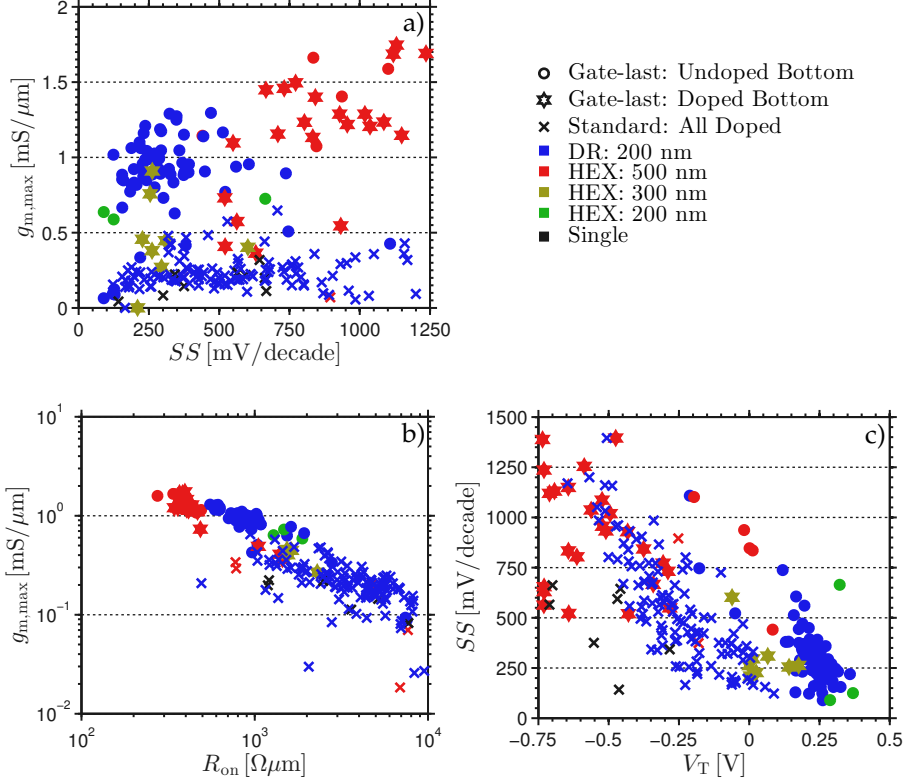 a)
2
1.5
1
0.5
0
g_m,max [mS/μm]
0 250 500 750 1000 1250
SS [mV/decade]
Gate-last: Undoped Bottom
Gate-last: Doped Bottom
Standard: All Doped
DR: 200 nm
HEX: 500 nm
HEX: 300 nm
HEX: 200 nm
Single
b)
10^1
10^0
10^-1
10^-2
g_m,max [mS/μm]
10^2 10^3 10^4
R_on [Ωμm]
c)
1500
1250
1000
750
500
250
0
SS [m V/decade]
−0.75 −0.5 −0.25 0 0.25 0.5
V_T [V]